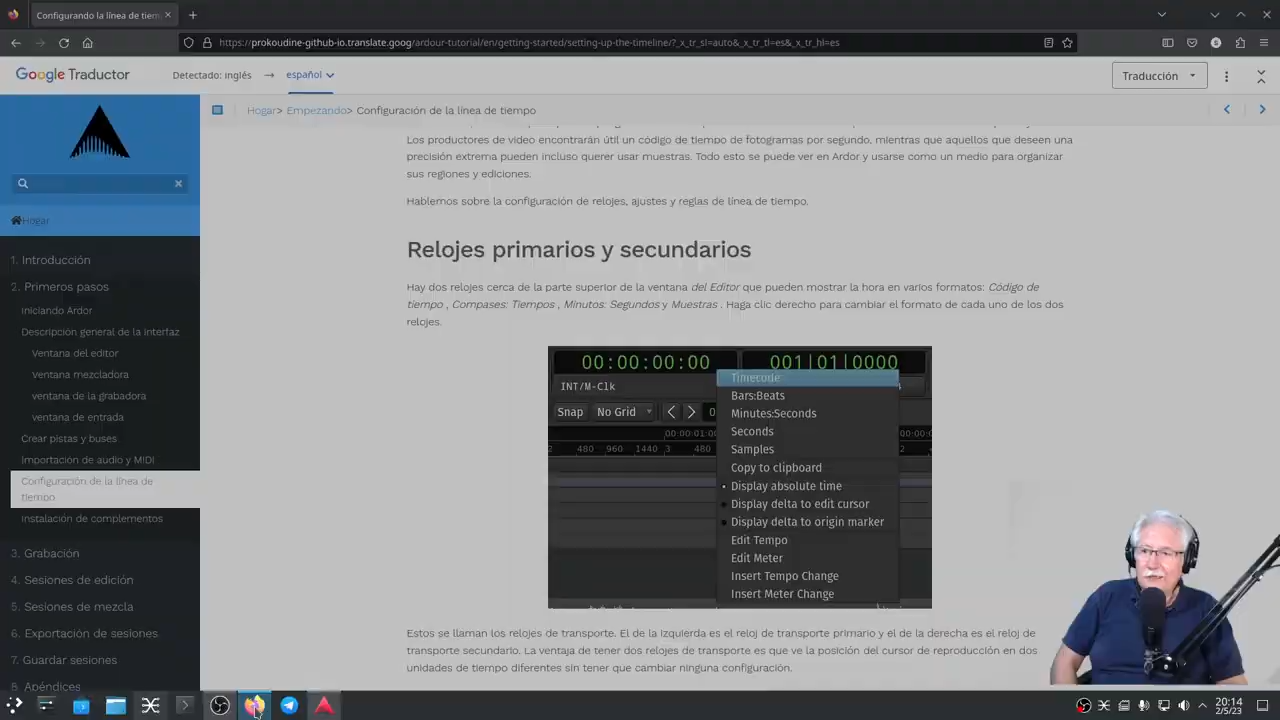 Configurando la línea de tiem
https://prokoudine-github-io.translate.goog/ardour-tutorial/en/getting-started/setting-up-the-timeline/?_x_tr_sl=auto&_x_tr_tl=es&_x_tr_hl=es
Google Traductor
Detectado: inglés → español
Traducción
Hogar> Empezando> Configuración de la línea de tiempo
Hogar
1. Introducción
2. Primeros pasos
Iniciando Ardor
Descripción general de la interfaz
Ventana del editor
ventana mezcladora
ventana de la grabadora
ventana de entrada
Crear pistas y buses
Importación de audio y MIDI
Configuración de la línea de
tiempo
Instalación de complementos
3. Grabación
4. Sesiones de edición
5. Sesiones de mezcla
6. Exportación de sesiones
7. Guardar sesiones
8. Apéndices
Los productores de video encontrarán útil un código de tiempo de fotogramas por segundo, mientras que aquellos que deseen una
precisión extrema pueden incluso querer usar muestras. Todo esto se puede ver en Ardor y usarse como un medio para organizar
sus regiones y ediciones.
Hablemos sobre la configuración de relojes, ajustes y reglas de línea de tiempo.
Relojes primarios y secundarios
Hay dos relojes cerca de la parte superior de la ventana del Editor que pueden mostrar la hora en varios formatos: Código de
tiempo , Compases: Tiempos , Minutos: Segundos y Muestras . Haga clic derecho para cambiar el formato de cada uno de los dos
relojes.
00:00:00:00 001|01|0000
INT/M-Clk
Snap No Grid
00:00:01:00
480 960 1440 3 480
Timecode
Bars:Beats
Minutes:Seconds
Seconds
Samples
Copy to clipboard
Display absolute time
Display delta to edit cursor
Display delta to origin marker
Edit Tempo
Edit Meter
Insert Tempo Change
Insert Meter Change
Estos se llaman los relojes de transporte. El de la izquierda es el reloj de transporte primario y el de la derecha es el reloj de
transporte secundario. La ventaja de tener dos relojes de transporte es que ve la posición del cursor de reproducción en dos
unidades de tiempo diferentes sin tener que cambiar ninguna configuración.
20:14
2/5/23